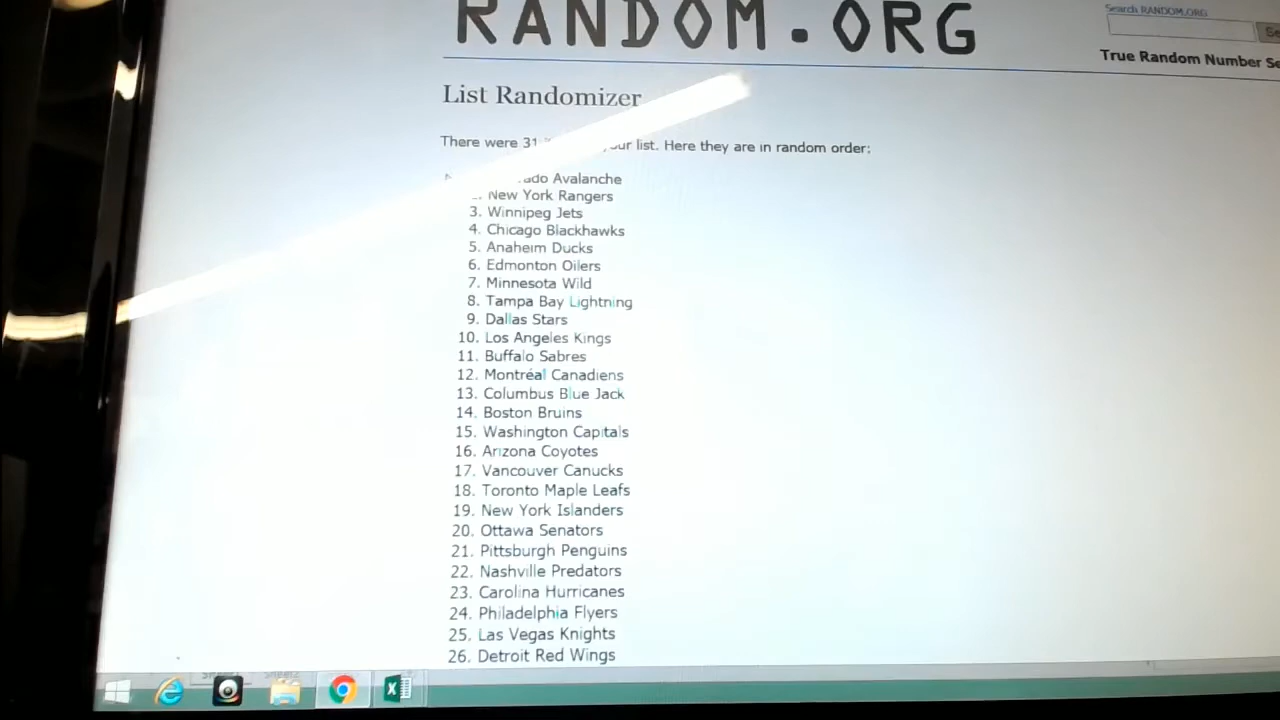 RANDOM.ORG
Search RANDOM.ORG
True Random Number Se
List Randomizer
There were 31 your list. Here they are in random order:
Avalanche
New York Rangers
3. Winnipeg Jets
4. Chicago Blackhawks
5. Anaheim Ducks
6. Edmonton Oilers
7. Minnesota Wild
8. Tampa Bay Lightning
9. Dallas Stars
10. Los Angeles Kings
11. Buffalo Sabres
12. Montréal Canadiens
13. Columbus Blue Jack
14. Boston Bruins
15. Washington Capitals
16. Arizona Coyotes
17. Vancouver Canucks
18. Toronto Maple Leafs
19. New York Islanders
20. Ottawa Senators
21. Pittsburgh Penguins
22. Nashville Predators
23. Carolina Hurricanes
24. Philadelphia Flyers
25. Las Vegas Knights
26. Detroit Red Wings